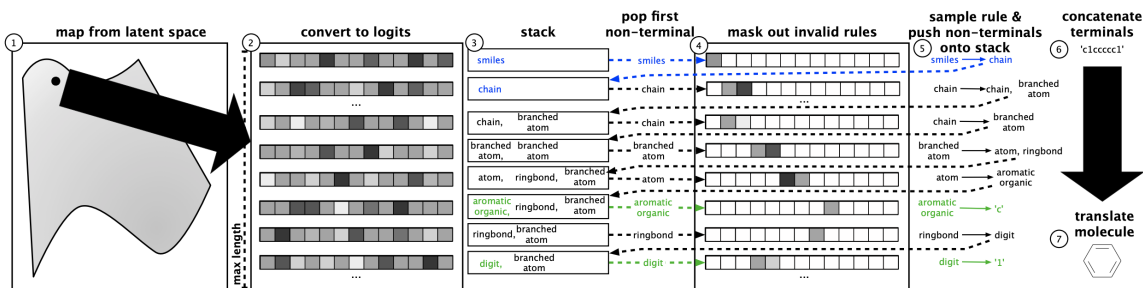 1
map from latent space
2
convert to logits
...
...
max length
3
stack
smiles
chain
chain, branched atom
branched atom, branched atom
atom, ringbond, branched atom
aromatic organic, ringbond, branched atom
ringbond, branched atom
digit, branched atom
pop first
non-terminal
smiles
chain
chain
branched
atom
atom
aromatic
organic
ringbond
digit
4
mask out invalid rules
...
...
sample rule &
push non-terminals
onto stack
5
smiles chain
chain chain, branched atom
chain branched atom
branched atom atom, ringbond
atom aromatic organic
aromatic organic 'c'
ringbond digit
digit '1'
concatenate
terminals
6
'c1ccccc1'
translate
molecule
7